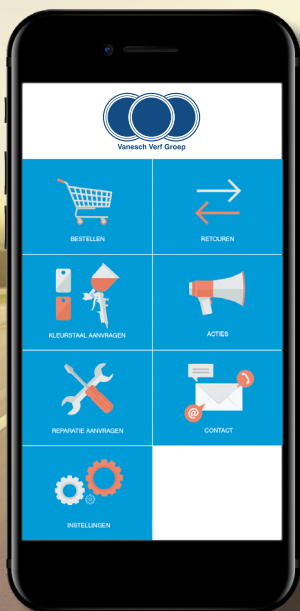 Vanesch Verf Groep
BESTELLEN
RETOUREN
KLEURSTAAL AANVRAGEN
ACTIES
REPARATIE AANVRAGEN
@
CONTACT
INSTELLINGEN